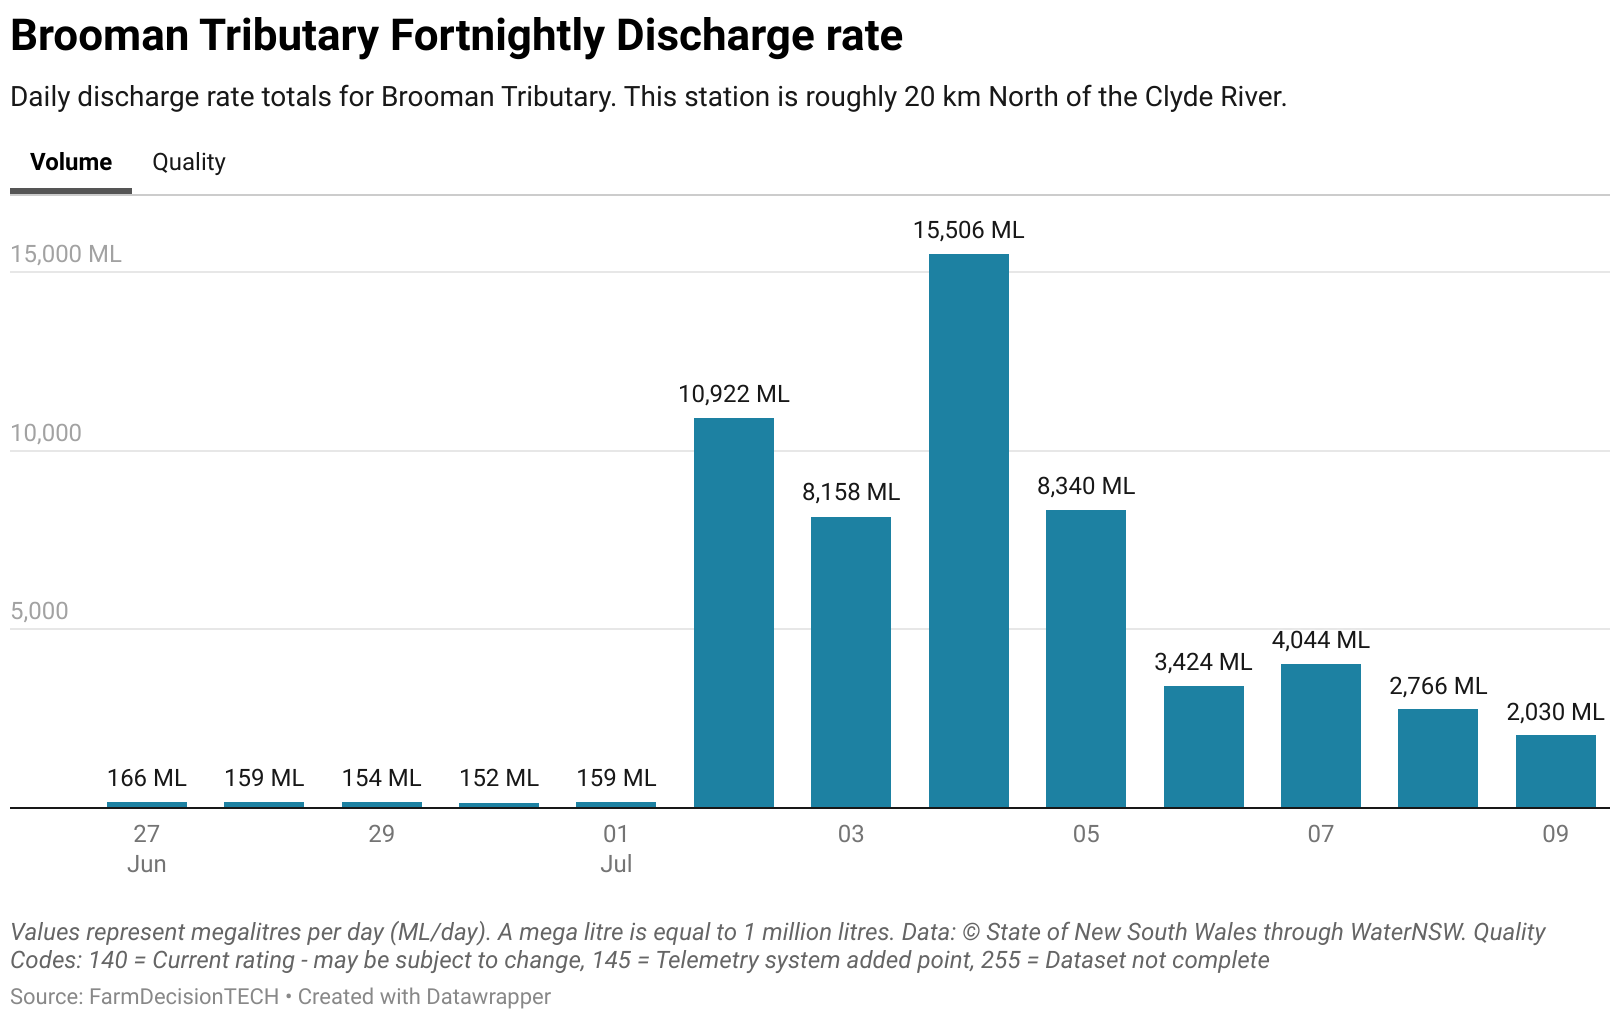 Brooman Tributary Fortnightly Discharge rate
Daily discharge rate totals for Brooman Tributary. This station is roughly 20 km North of the Clyde River.
Volume Quality
15,506 ML
15,000 ML
10,922 ML
10,000
8,158 ML 8,340 ML
5,000
4,044 ML
3,424 ML
2,766 ML
2,030 ML
166 ML 159 ML 154 ML 152 ML 159 ML
27 29 01 03 05 07 09
Jun Jul
Values represent megalitres per day (ML/day). A mega litre is equal to 1 million litres. Data: © State of New South Wales through WaterNSW. Quality
Codes: 140 = Current rating - may be subject to change, 145 = Telemetry system added point, 255 = Dataset not complete
Source: FarmDecisionTECH • Created with Datawrapper